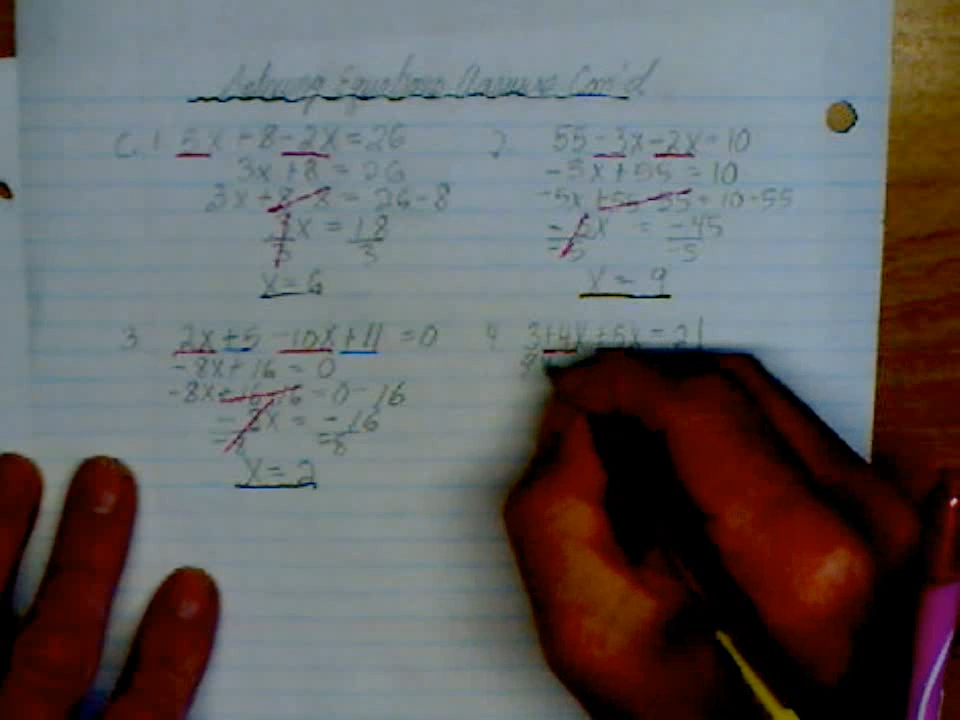 Solving Equations Answers Con'd
C. 1. 5x + 8 - 2x = 26
3x + 8 = 26
3x + 8 - 8 = 26 - 8
3x = 18
3 3
x = 6
2. 55 - 3x - 2x = 10
-5x + 55 = 10
-5x + 55 - 55 = 10 - 55
-5x = -45
-5 -5
x = 9
3. 2x + 5 - 10x + 11 = 0
-8x + 16 = 0
-8x + 16 - 16 = 0 - 16
-8x = -16
-8 -8
x = 2
4. 3 + 4x + 5x = 21